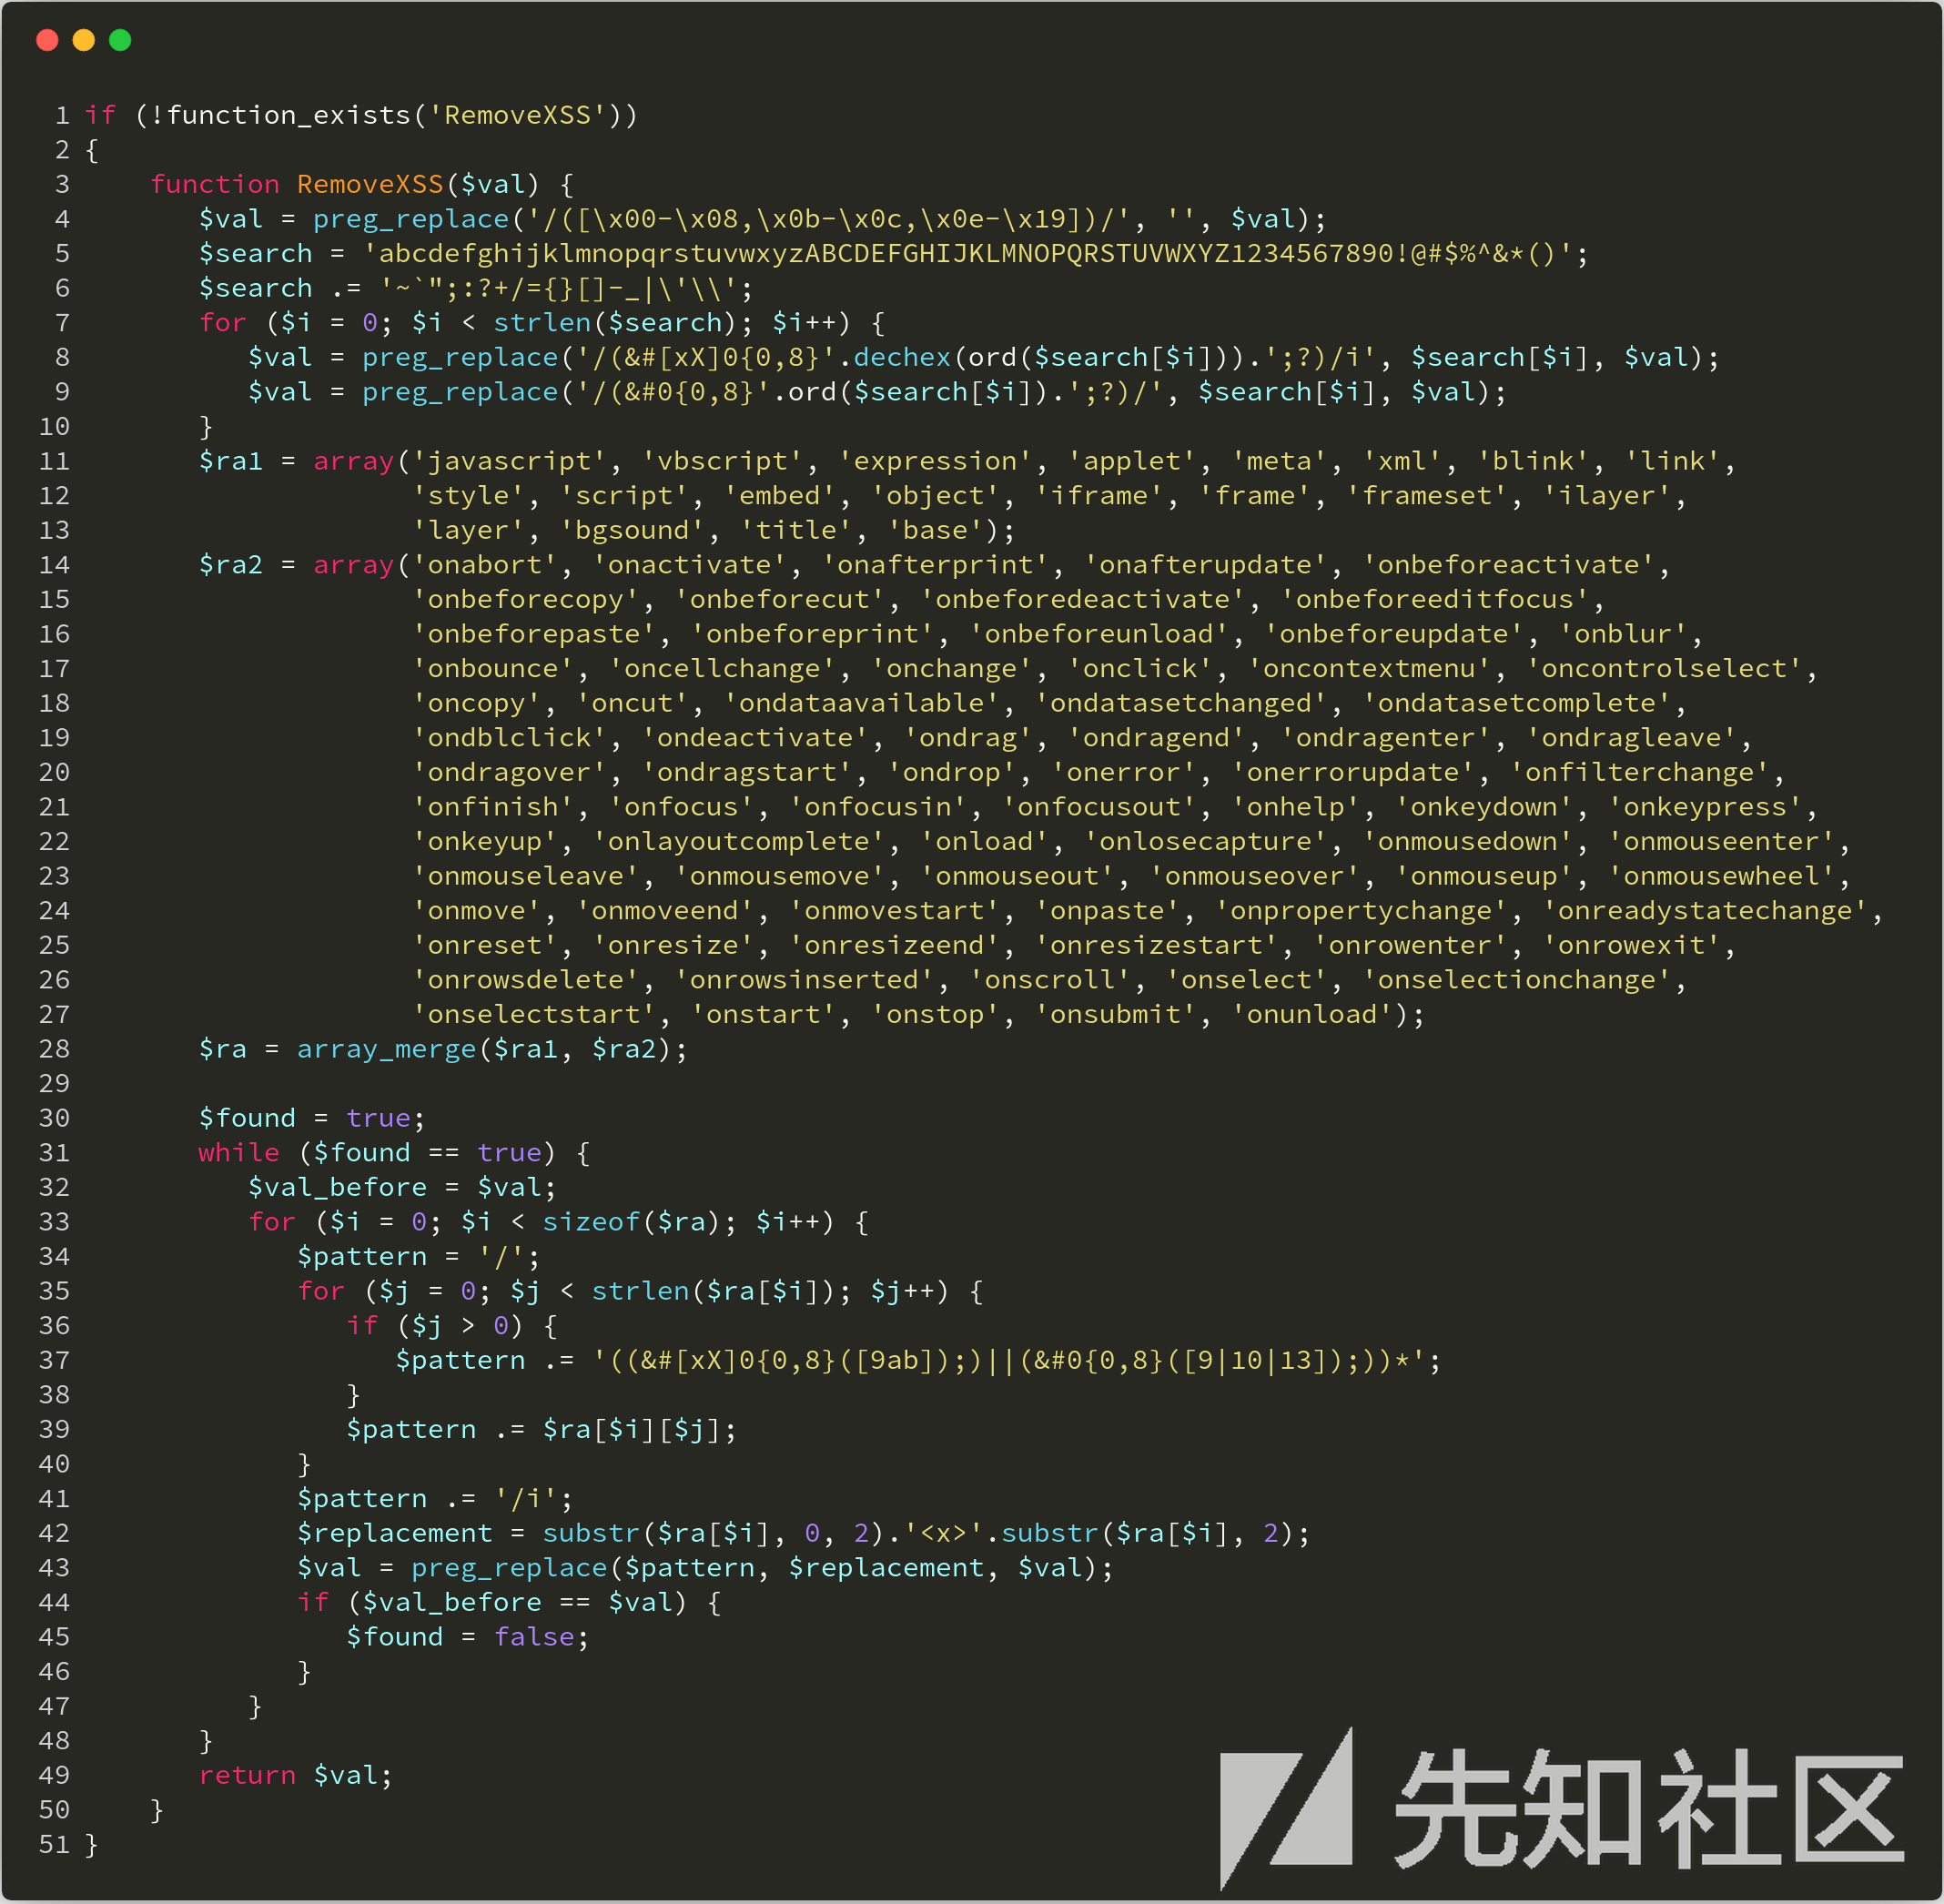 1 if (!function_exists('RemoveXSS'))
2 {
3     function RemoveXSS($val) {
4        $val = preg_replace('/([\x00-\x08,\x0b-\x0c,\x0e-\x19])/', '', $val);
5        $search = 'abcdefghijklmnopqrstuvwxyzABCDEFGHIJKLMNOPQRSTUVWXYZ1234567890!@#$%^&*()';
6        $search .= '~`";:?+/={}[]-_|\'\\';
7        for ($i = 0; $i < strlen($search); $i++) {
8           $val = preg_replace('/(&#[xX]0{0,8}'.dechex(ord($search[$i])).';?)/i', $search[$i], $val);
9           $val = preg_replace('/(&#0{0,8}'.ord($search[$i]).';?)/', $search[$i], $val);
10        }
11        $ra1 = array('javascript', 'vbscript', 'expression', 'applet', 'meta', 'xml', 'blink', 'link',
12                     'style', 'script', 'embed', 'object', 'iframe', 'frame', 'frameset', 'ilayer',
13                     'layer', 'bgsound', 'title', 'base');
14        $ra2 = array('onabort', 'onactivate', 'onafterprint', 'onafterupdate', 'onbeforeactivate',
15                     'onbeforecopy', 'onbeforecut', 'onbeforedeactivate', 'onbeforeeditfocus',
16                     'onbeforepaste', 'onbeforeprint', 'onbeforeunload', 'onbeforeupdate', 'onblur',
17                     'onbounce', 'oncellchange', 'onchange', 'onclick', 'oncontextmenu', 'oncontrolselect',
18                     'oncopy', 'oncut', 'ondataavailable', 'ondatasetchanged', 'ondatasetcomplete',
19                     'ondblclick', 'ondeactivate', 'ondrag', 'ondragend', 'ondragenter', 'ondragleave',
20                     'ondragover', 'ondragstart', 'ondrop', 'onerror', 'onerrorupdate', 'onfilterchange',
21                     'onfinish', 'onfocus', 'onfocusin', 'onfocusout', 'onhelp', 'onkeydown', 'onkeypress',
22                     'onkeyup', 'onlayoutcomplete', 'onload', 'onlosecapture', 'onmousedown', 'onmouseenter',
23                     'onmouseleave', 'onmousemove', 'onmouseout', 'onmouseover', 'onmouseup', 'onmousewheel',
24                     'onmove', 'onmoveend', 'onmovestart', 'onpaste', 'onpropertychange', 'onreadystatechange',
25                     'onreset', 'onresize', 'onresizeend', 'onresizestart', 'onrowenter', 'onrowexit',
26                     'onrowsdelete', 'onrowsinserted', 'onscroll', 'onselect', 'onselectionchange',
27                     'onselectstart', 'onstart', 'onstop', 'onsubmit', 'onunload');
28        $ra = array_merge($ra1, $ra2);
29
30        $found = true;
31        while ($found == true) {
32           $val_before = $val;
33           for ($i = 0; $i < sizeof($ra); $i++) {
34              $pattern = '/';
35              for ($j = 0; $j < strlen($ra[$i]); $j++) {
36                 if ($j > 0) {
37                    $pattern .= '((&#[xX]0{0,8}([9ab]);)||(&#0{0,8}([9|10|13]);))*';
38                 }
39                 $pattern .= $ra[$i][$j];
40              }
41              $pattern .= '/i';
42              $replacement = substr($ra[$i], 0, 2).'<x>'.substr($ra[$i], 2);
43              $val = preg_replace($pattern, $replacement, $val);
44              if ($val_before == $val) {
45                 $found = false;
46              }
47           }
48        }
49        return $val;
50     }
51 }
先知社区